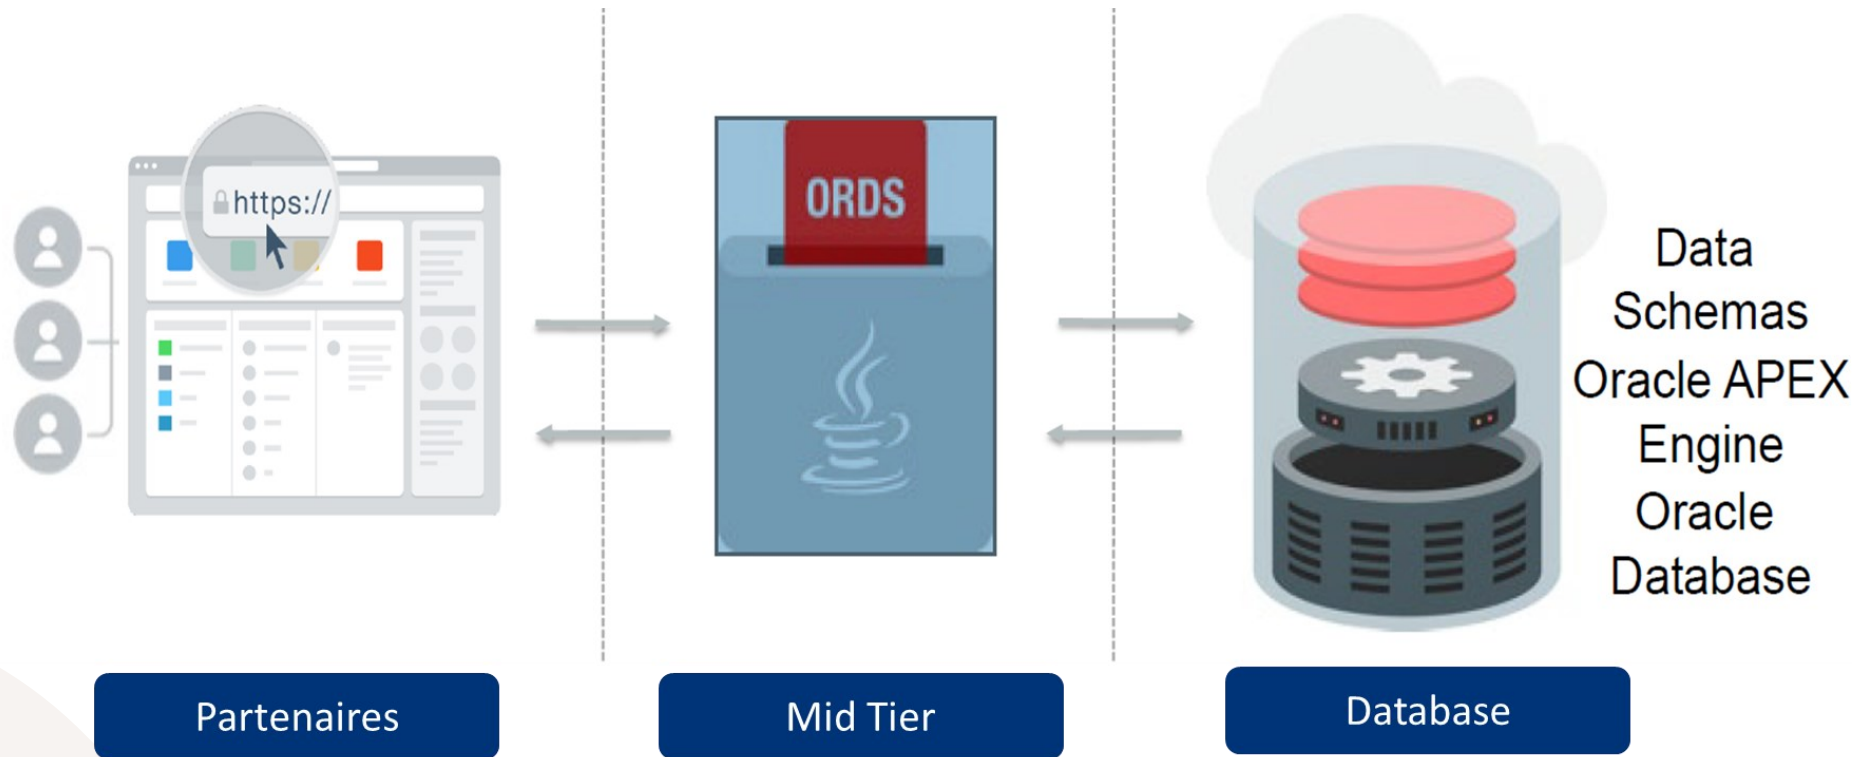 https://
ORDS
Data
Schemas
Oracle APEX
Engine
Oracle
Database
Partenaires
Mid Tier
Database